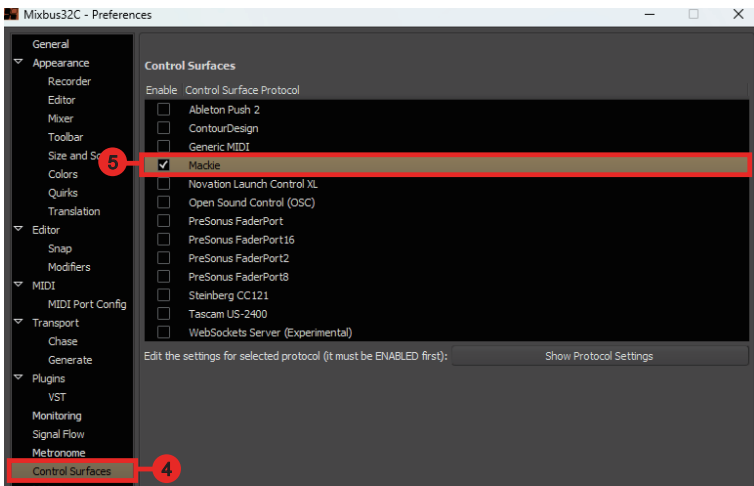 Mixbus32C - Preferences
General
Appearance
Recorder
Editor
Mixer
Toolbar
Size and Sc
Colors
Quirks
Translation
Editor
Snap
Modifiers
MIDI
MIDI Port Config
Transport
Chase
Generate
Plugins
VST
Monitoring
Signal Flow
Metronome
Control Surfaces
4
Control Surfaces
Enable Control Surface Protocol
Ableton Push 2
ContourDesign
Generic MIDI
5
Mackie
Novation Launch Control XL
Open Sound Control (OSC)
PreSonus FaderPort
PreSonus FaderPort16
PreSonus FaderPort2
PreSonus FaderPort8
Steinberg CC121
Tascam US-2400
WebSockets Server (Experimental)
Edit the settings for selected protocol (it must be ENABLED first): Show Protocol Settings